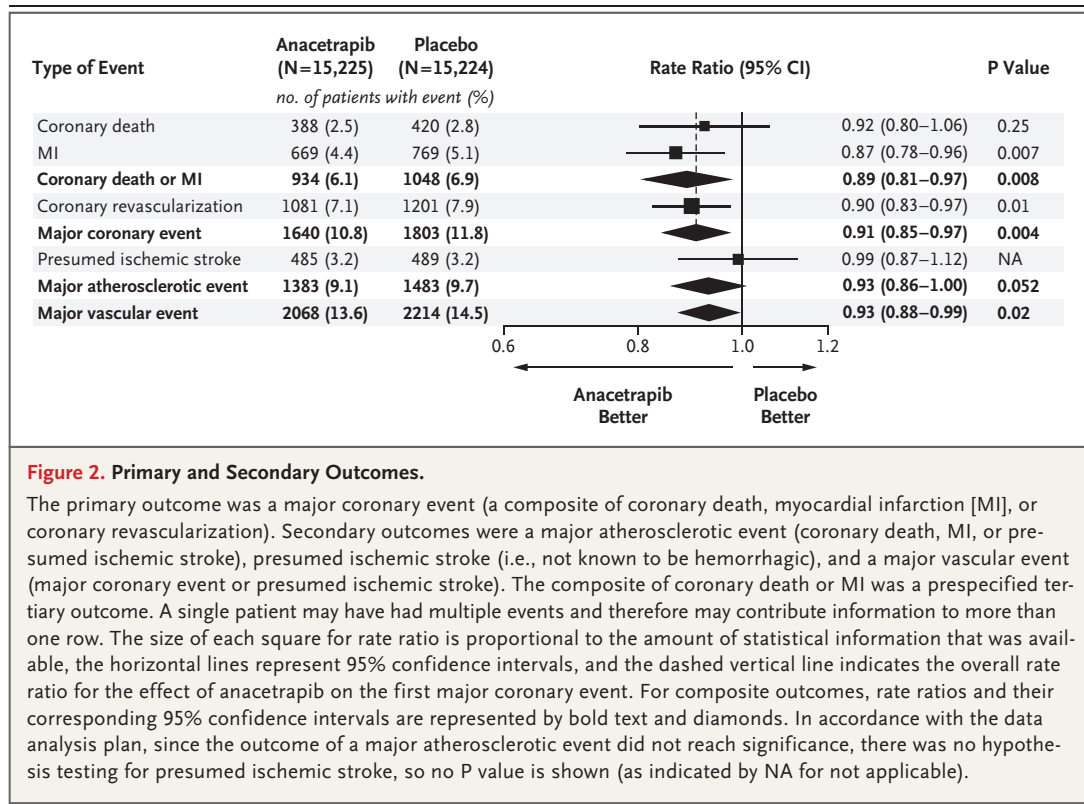 Type of Event Anacetrapib (N=15,225) Placebo (N=15,224) Rate Ratio (95% CI) P Value
no. of patients with event (%)
Coronary death 388 (2.5) 420 (2.8) 0.92 (0.80–1.06) 0.25
MI 669 (4.4) 769 (5.1) 0.87 (0.78–0.96) 0.007
Coronary death or MI 934 (6.1) 1048 (6.9) 0.89 (0.81–0.97) 0.008
Coronary revascularization 1081 (7.1) 1201 (7.9) 0.90 (0.83–0.97) 0.01
Major coronary event 1640 (10.8) 1803 (11.8) 0.91 (0.85–0.97) 0.004
Presumed ischemic stroke 485 (3.2) 489 (3.2) 0.99 (0.87–1.12) NA
Major atherosclerotic event 1383 (9.1) 1483 (9.7) 0.93 (0.86–1.00) 0.052
Major vascular event 2068 (13.6) 2214 (14.5) 0.93 (0.88–0.99) 0.02
0.6 0.8 1.0 1.2
Anacetrapib Better Placebo Better
Figure 2. Primary and Secondary Outcomes.
The primary outcome was a major coronary event (a composite of coronary death, myocardial infarction [MI], or
coronary revascularization). Secondary outcomes were a major atherosclerotic event (coronary death, MI, or pre-
sumed ischemic stroke), presumed ischemic stroke (i.e., not known to be hemorrhagic), and a major vascular event
(major coronary event or presumed ischemic stroke). The composite of coronary death or MI was a prespecified ter-
tiary outcome. A single patient may have had multiple events and therefore may contribute information to more than
one row. The size of each square for rate ratio is proportional to the amount of statistical information that was avail-
able, the horizontal lines represent 95% confidence intervals, and the dashed vertical line indicates the overall rate
ratio for the effect of anacetrapib on the first major coronary event. For composite outcomes, rate ratios and their
corresponding 95% confidence intervals are represented by bold text and diamonds. In accordance with the data
analysis plan, since the outcome of a major atherosclerotic event did not reach significance, there was no hypothe-
sis testing for presumed ischemic stroke, so no P value is shown (as indicated by NA for not applicable).